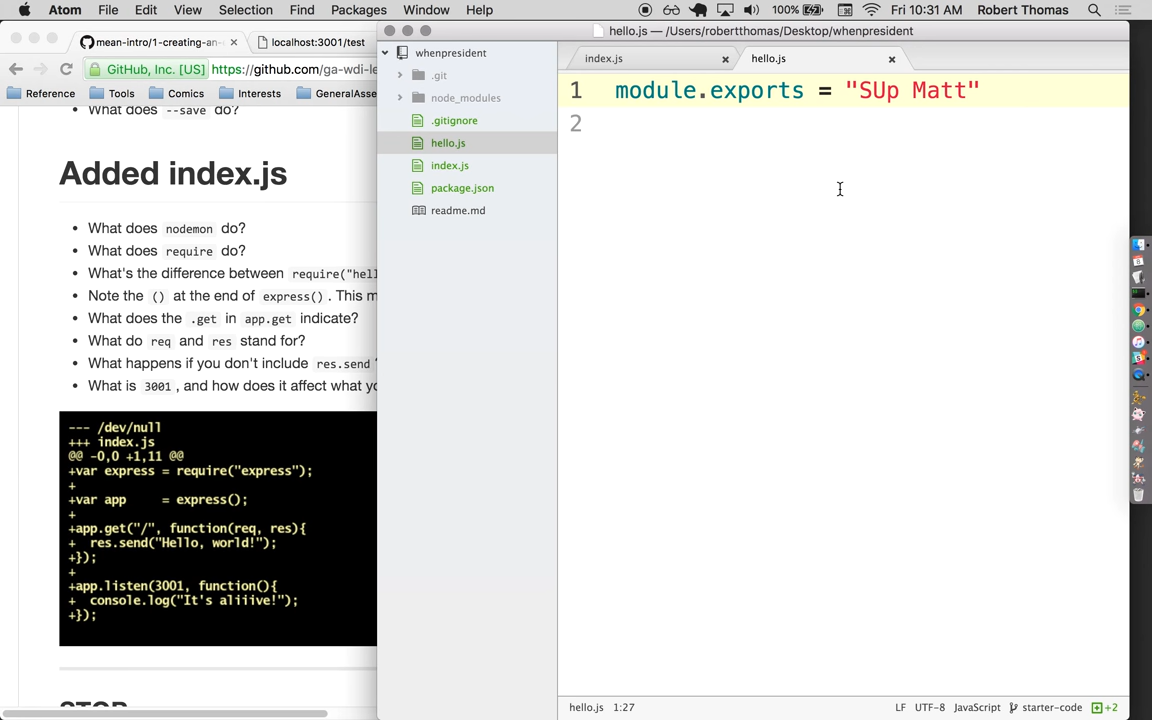 Atom File Edit View Selection Find Packages Window Help 100% Fri 10:31 AM Robert Thomas
mean-intro/1-creating-an- localhost:3001/test
GitHub, Inc. [US] https://github.com/ga-wdi-le
Reference Tools Comics Interests GeneralAsse
What does --save do?
Added index.js
What does nodemon do?
What does require do?
What's the difference between require("hell
Note the () at the end of express(). This m
What does the .get in app.get indicate?
What do req and res stand for?
What happens if you don't include res.send ?
What is 3001, and how does it affect what yo
--- /dev/null
+++ index.js
@@ -0,0 +1,11 @@
+var express = require("express");
+
+var app     = express();
+
+app.get("/", function(req, res){
+  res.send("Hello, world!");
+});
+
+app.listen(3001, function(){
+  console.log("It's aliiive!");
+});
STOP
hello.js — /Users/robertthomas/Desktop/whenpresident
whenpresident
.git
node_modules
.gitignore
hello.js
index.js
package.json
readme.md
index.js hello.js
1 module.exports = "SUp Matt"
2
hello.js 1:27 LF UTF-8 JavaScript starter-code +2